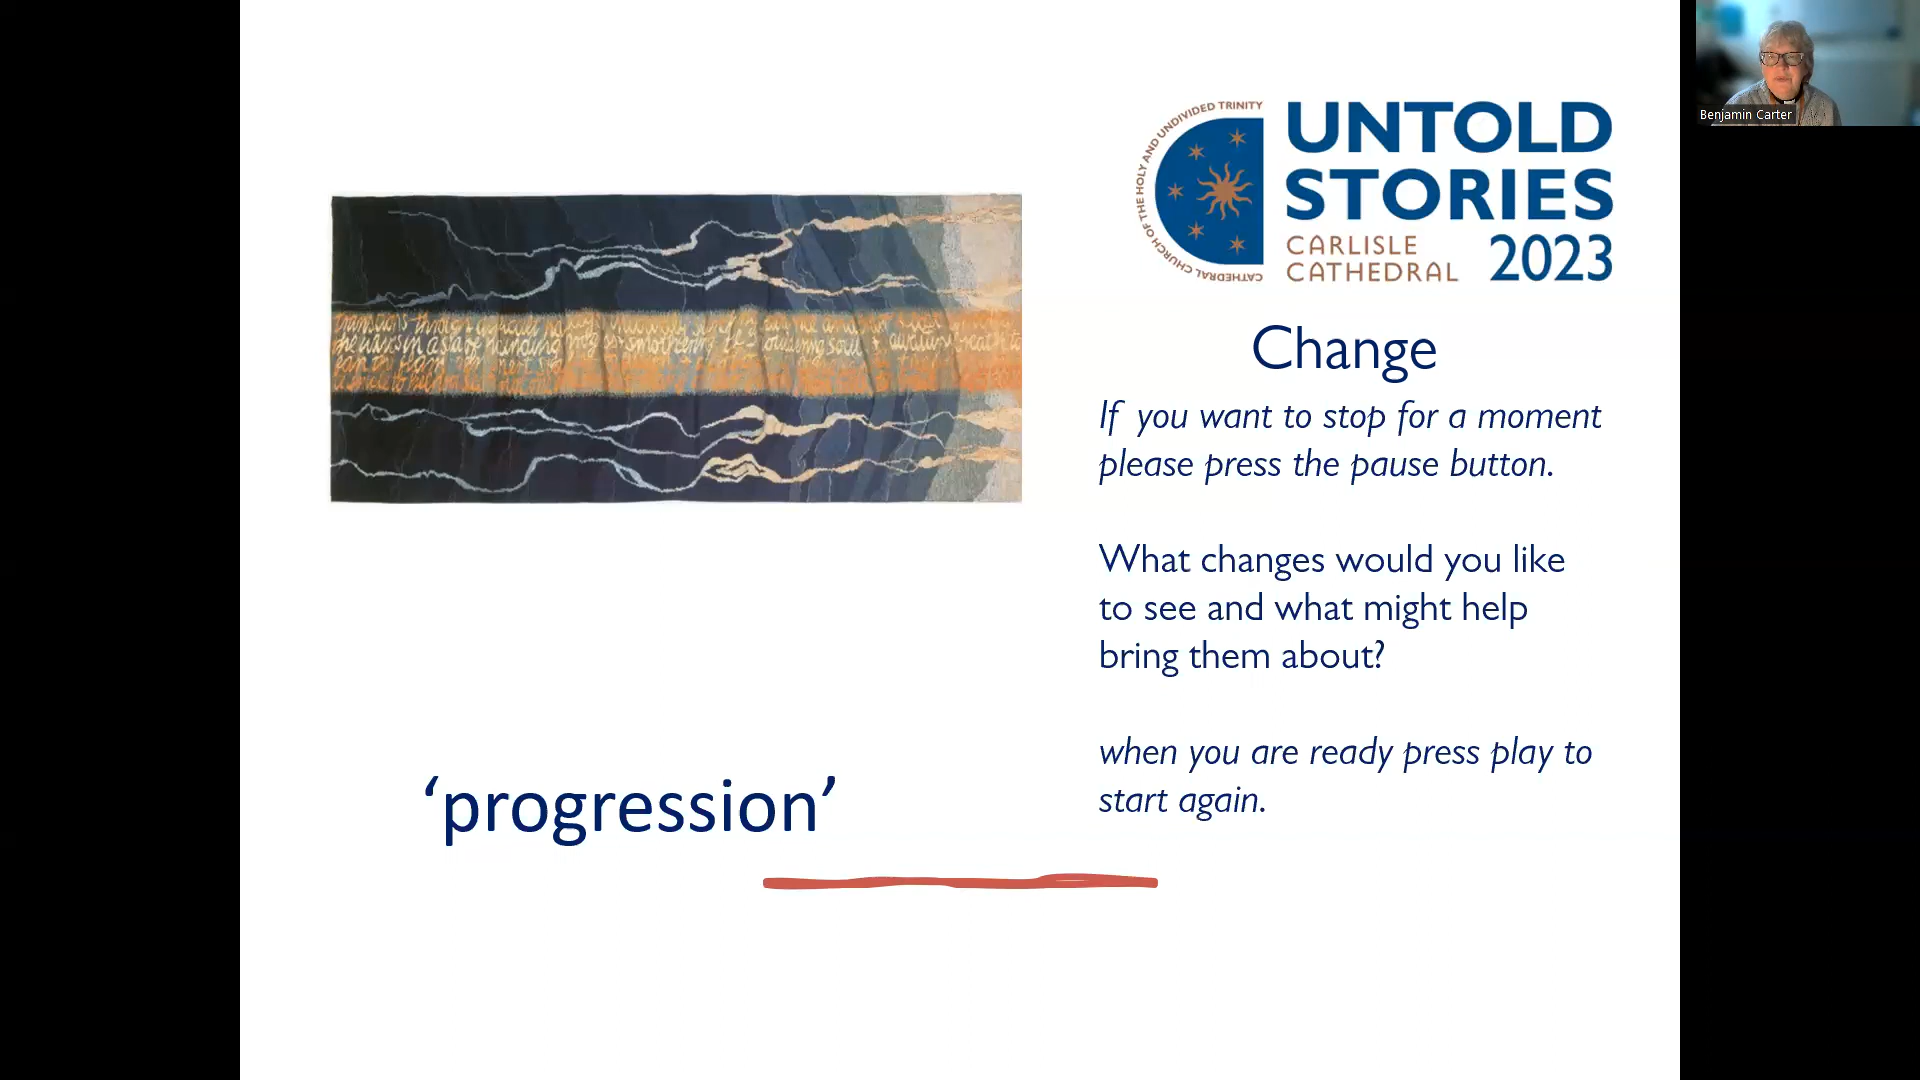 CATHEDRAL CHURCH OF THE HOLY AND UNDIVIDED TRINITY
UNTOLD
STORIES
CARLISLE
CATHEDRAL 2023
Benjamin Carter
Change
If you want to stop for a moment
please press the pause button.
What changes would you like
to see and what might help
bring them about?
when you are ready press play to
start again.
‘progression’